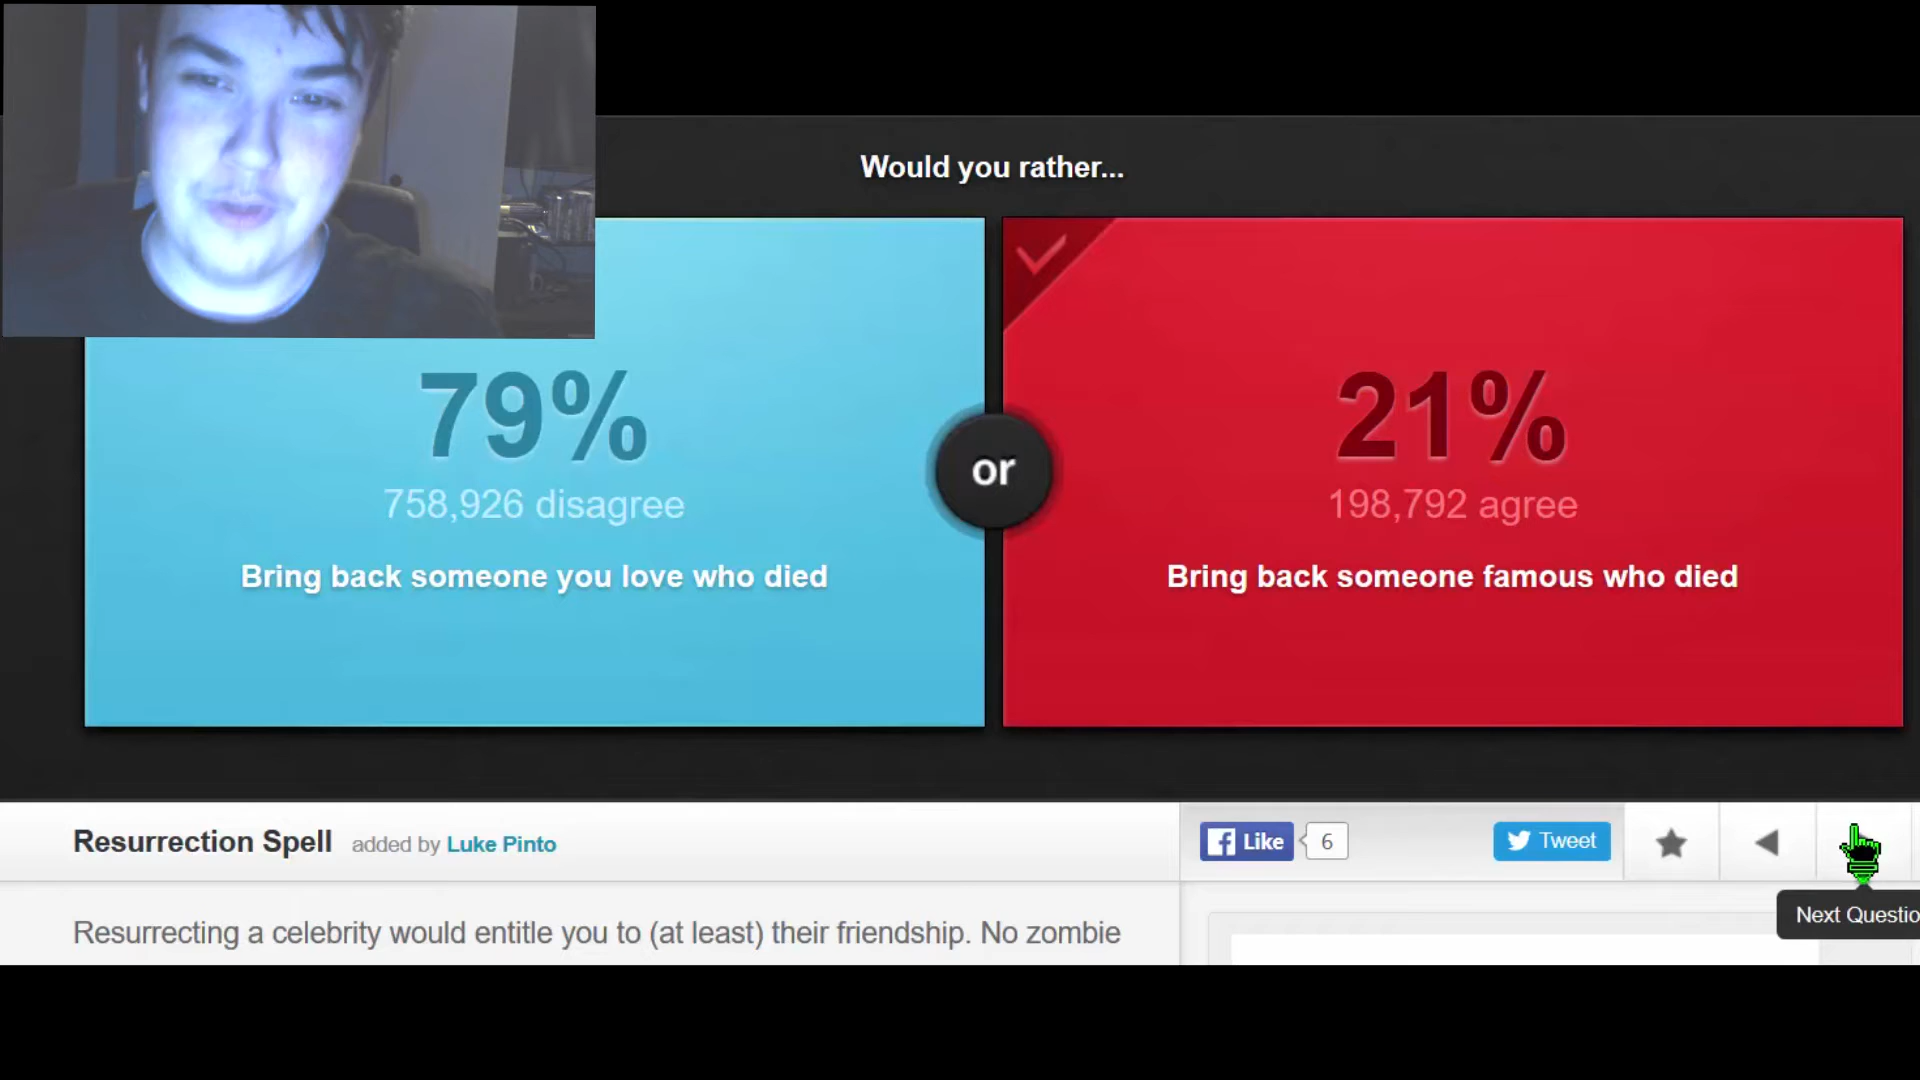 Would you rather...
79%
758,926 disagree
Bring back someone you love who died
or
21%
198,792 agree
Bring back someone famous who died
Resurrection Spell added by Luke Pinto
Like 6
Tweet
Next Questio
Resurrecting a celebrity would entitle you to (at least) their friendship. No zombie